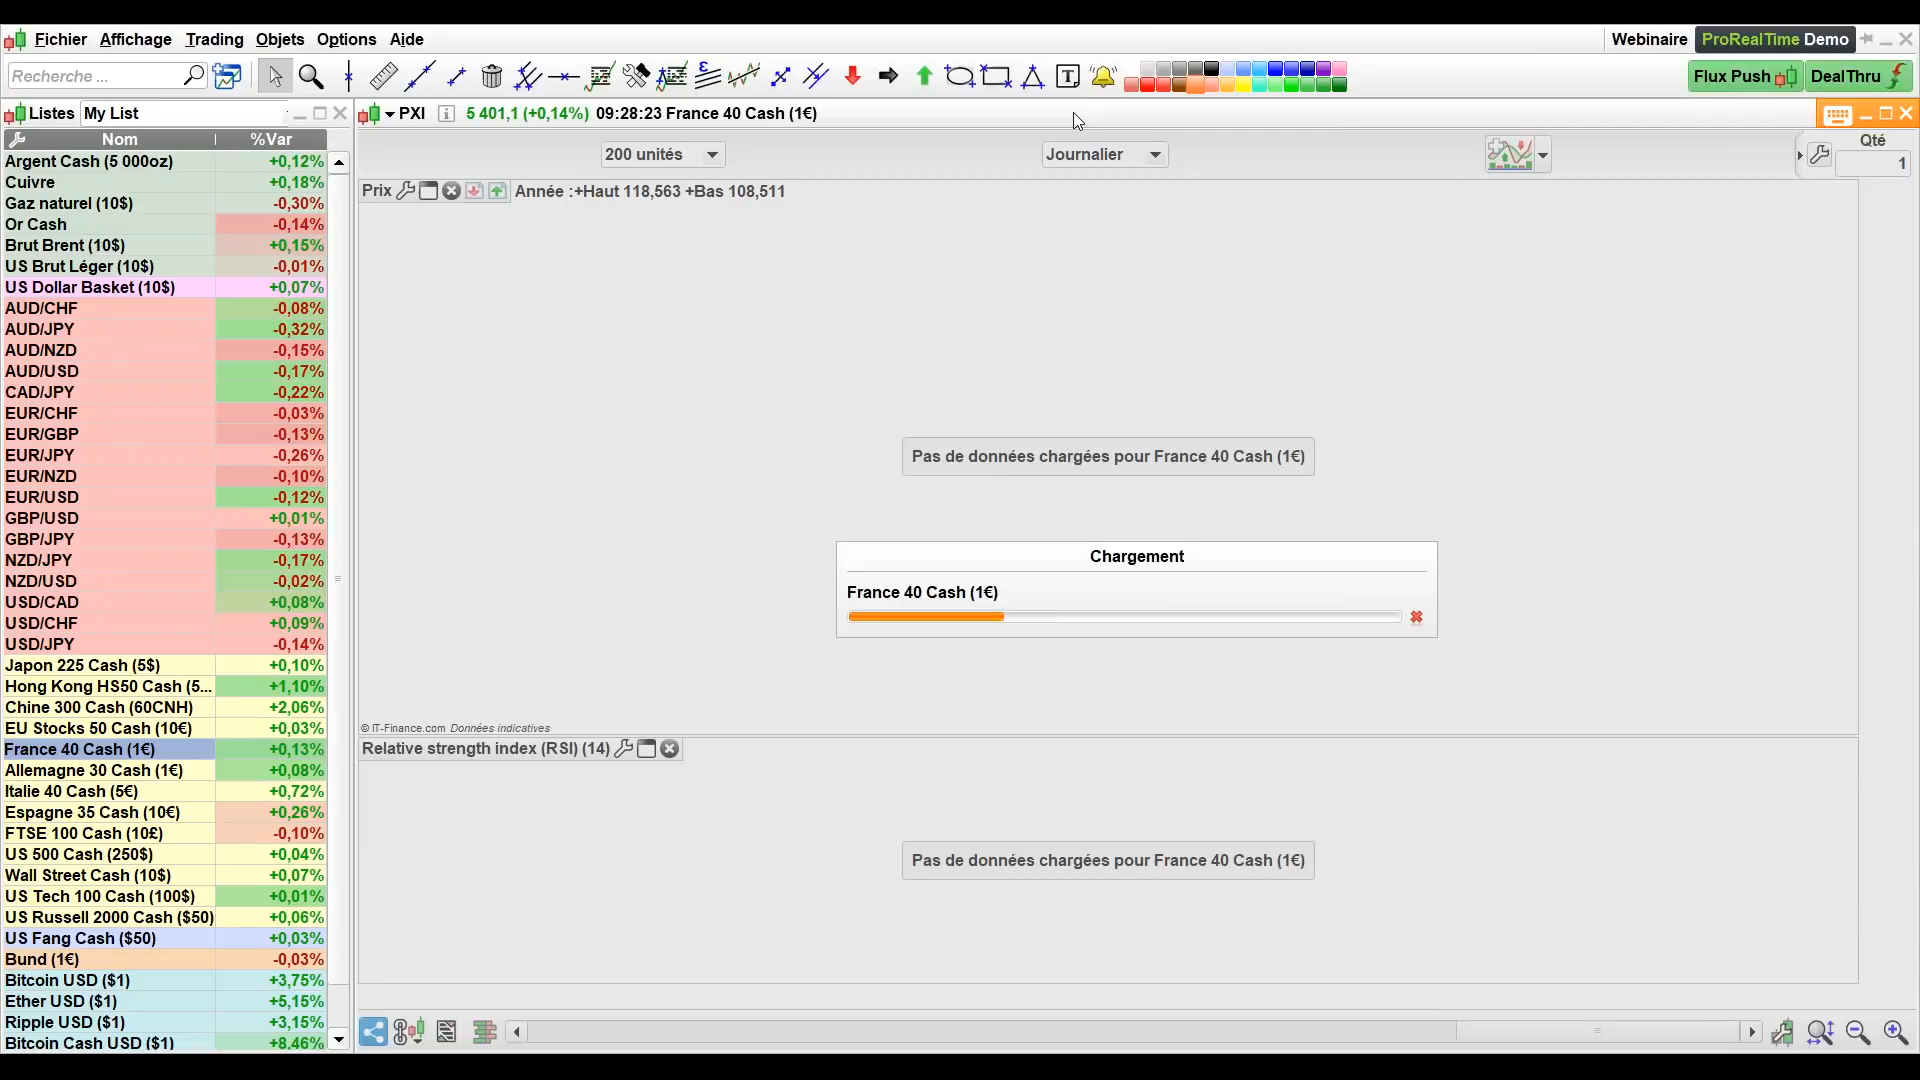 Fichier Affichage Trading Objets Options Aide
Webinaire ProRealTime Demo
Recherche ...
Flux Push DealThru
Listes My List
PXI 5 401,1 (+0,14%) 09:28:23 France 40 Cash (1€)
Nom %Var
200 unités Journalier
Qté
1
Prix Année :+Haut 118,563 +Bas 108,511
Argent Cash (5 000oz) +0,12%
Cuivre +0,18%
Gaz naturel (10$) -0,30%
Or Cash -0,14%
Brut Brent (10$) +0,15%
US Brut Léger (10$) -0,01%
US Dollar Basket (10$) +0,07%
AUD/CHF -0,08%
AUD/JPY -0,32%
AUD/NZD -0,15%
AUD/USD -0,17%
CAD/JPY -0,22%
EUR/CHF -0,03%
EUR/GBP -0,13%
EUR/JPY -0,26%
EUR/NZD -0,10%
EUR/USD -0,12%
GBP/USD +0,01%
GBP/JPY -0,13%
NZD/JPY -0,17%
NZD/USD -0,02%
USD/CAD +0,08%
USD/CHF +0,09%
USD/JPY -0,14%
Japon 225 Cash (5$) +0,10%
Hong Kong HS50 Cash (5... +1,10%
Chine 300 Cash (60CNH) +2,06%
EU Stocks 50 Cash (10€) +0,03%
France 40 Cash (1€) +0,13%
Allemagne 30 Cash (1€) +0,08%
Italie 40 Cash (5€) +0,72%
Espagne 35 Cash (10€) +0,26%
FTSE 100 Cash (10£) -0,10%
US 500 Cash (250$) +0,04%
Wall Street Cash (10$) +0,07%
US Tech 100 Cash (100$) +0,01%
US Russell 2000 Cash ($50) +0,06%
US Fang Cash ($50) +0,03%
Bund (1€) -0,03%
Bitcoin USD ($1) +3,75%
Ether USD ($1) +5,15%
Ripple USD ($1) +3,15%
Bitcoin Cash USD ($1) +8,46%
Pas de données chargées pour France 40 Cash (1€)
Chargement
France 40 Cash (1€)
© IT-Finance.com Données indicatives
Relative strength index (RSI) (14)
Pas de données chargées pour France 40 Cash (1€)